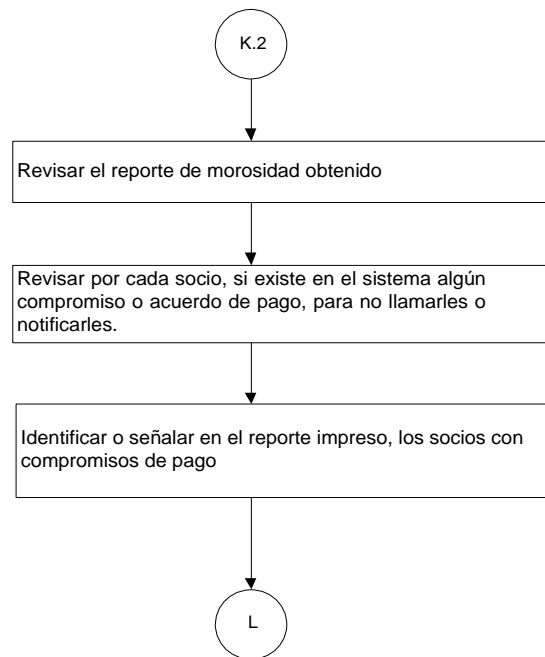 K.2
Revisar el reporte de morosidad obtenido
Revisar por cada socio, si existe en el sistema algún
compromiso o acuerdo de pago, para no llamarles o
notificarles.
Identificar o señalar en el reporte impreso, los socios con
compromisos de pago
L